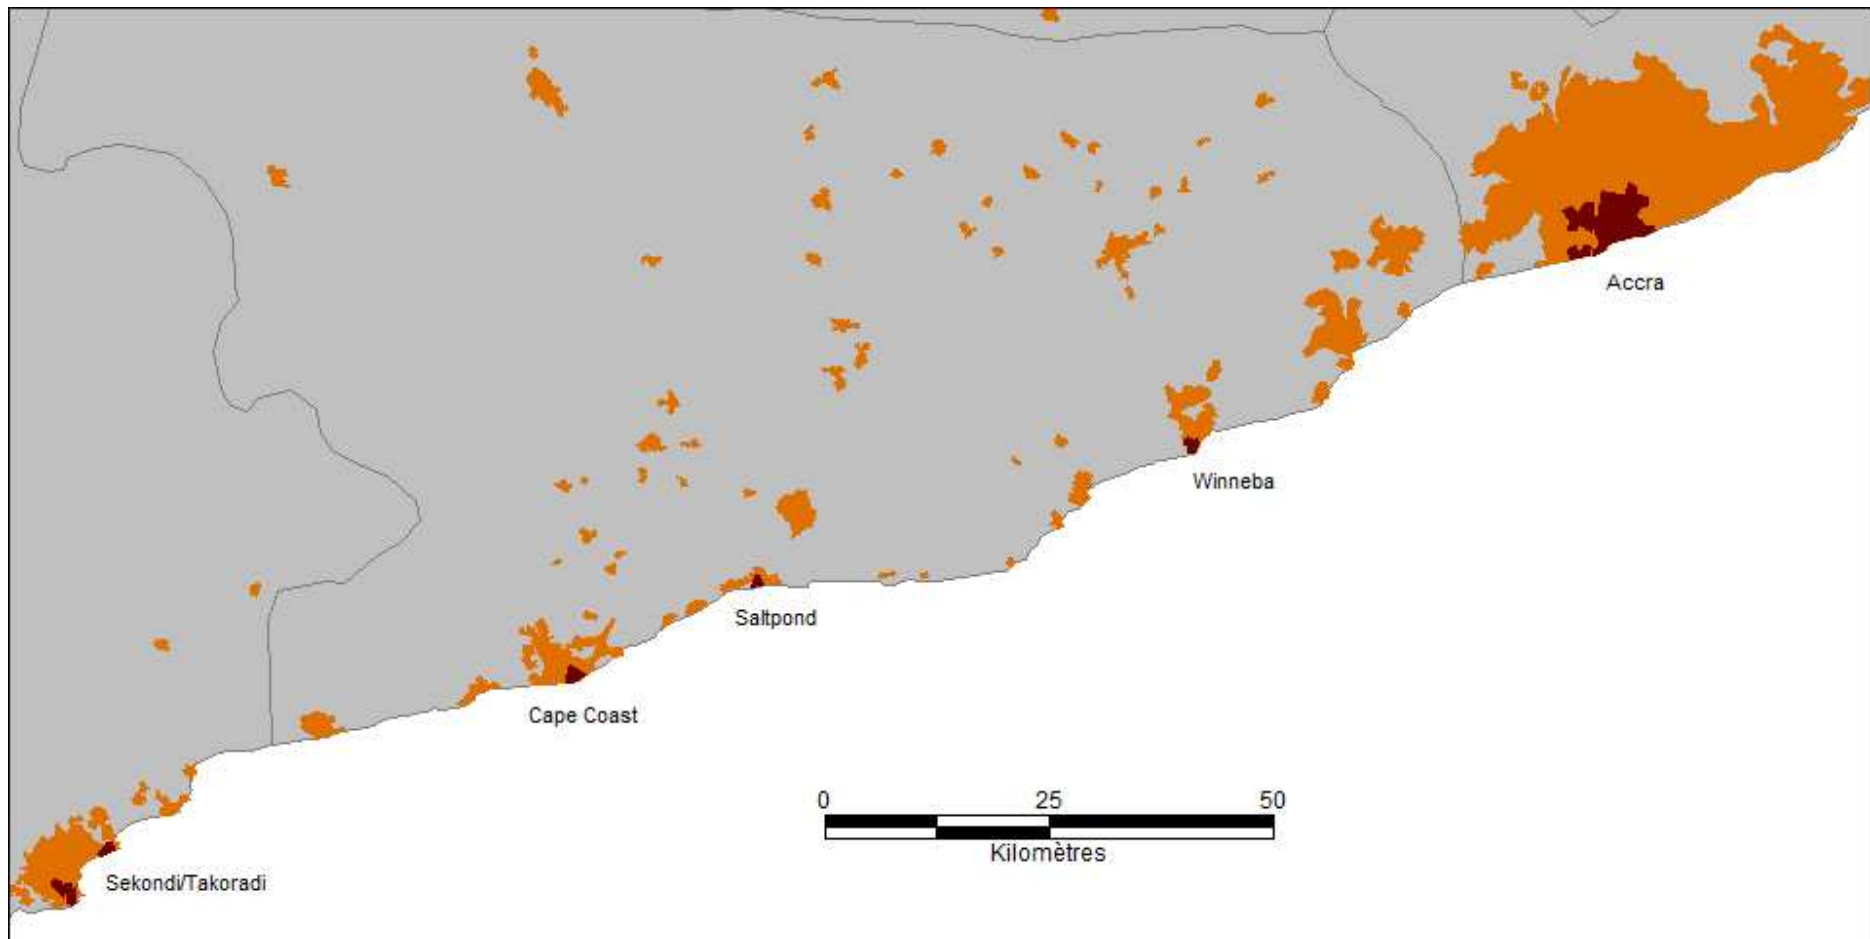 Accra
Winneba
Saltpond
Cape Coast
0 25 50
Kilomètres
Sekondi/Takoradi